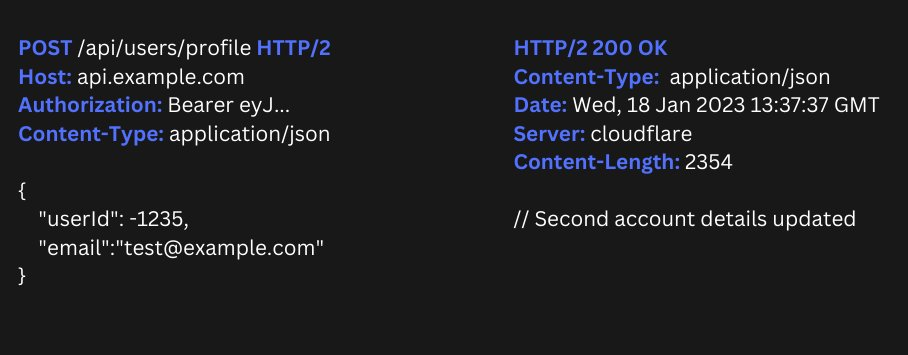 POST /api/users/profile HTTP/2
Host: api.example.com
Authorization: Bearer eyJ...
Content-Type: application/json
{
"userId": -1235,
"email":"test@example.com"
}
HTTP/2 200 OK
Content-Type: application/json
Date: Wed, 18 Jan 2023 13:37:37 GMT
Server: cloudflare
Content-Length: 2354
// Second account details updated